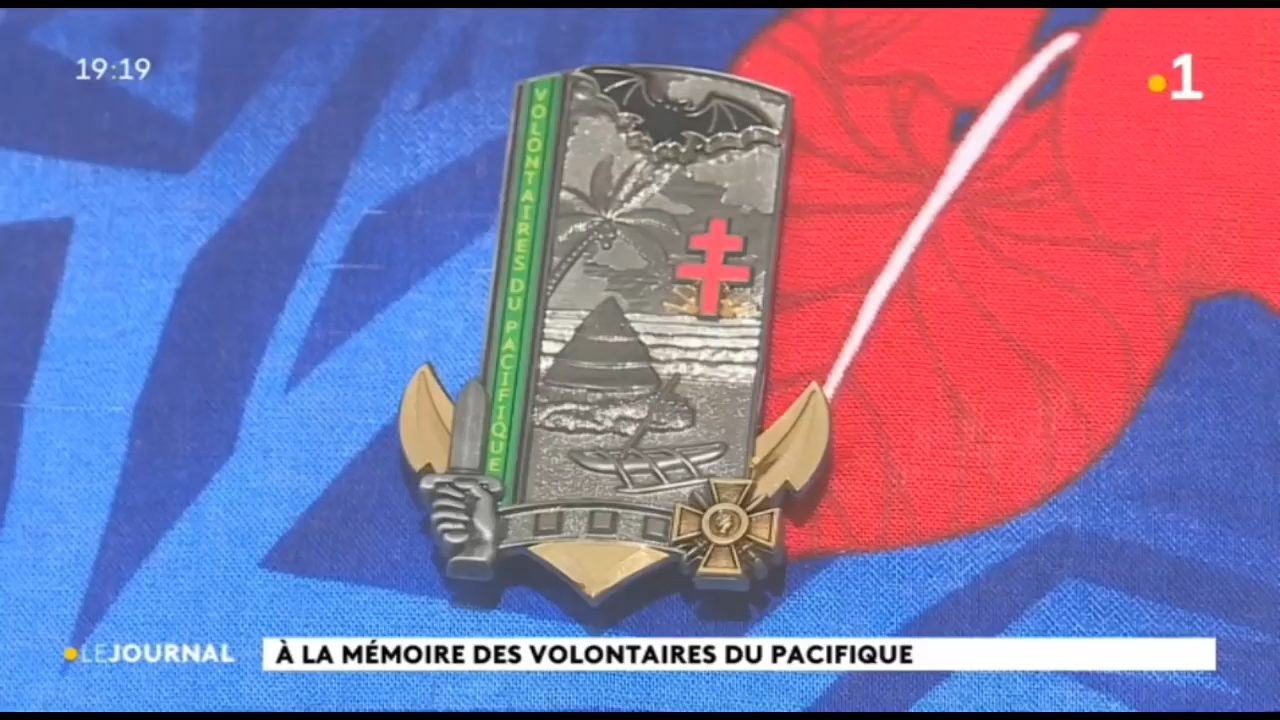 19:19
1
VOLONTAIRES DU PACIFIQUE
LEJOURNAL
À LA MÉMOIRE DES VOLONTAIRES DU PACIFIQUE